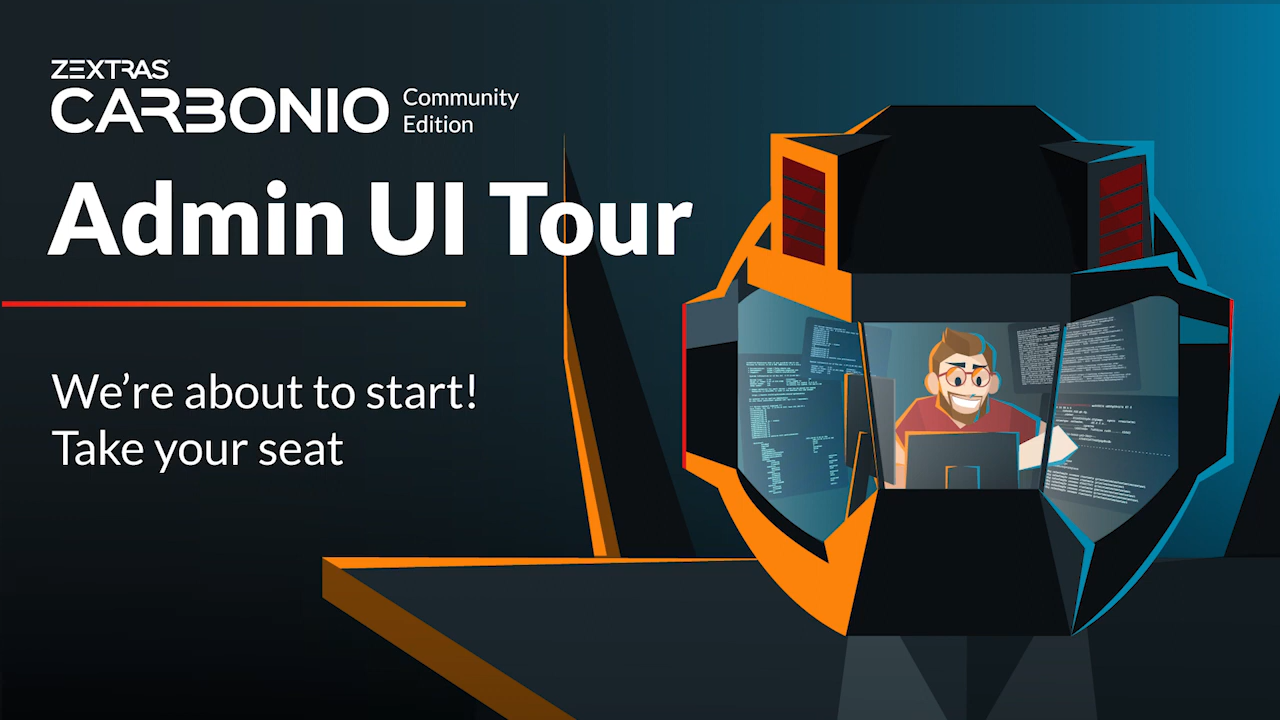 ZEXTRAS
CARBONIO
Community
Edition
Admin UI Tour
We’re about to start!
Take your seat